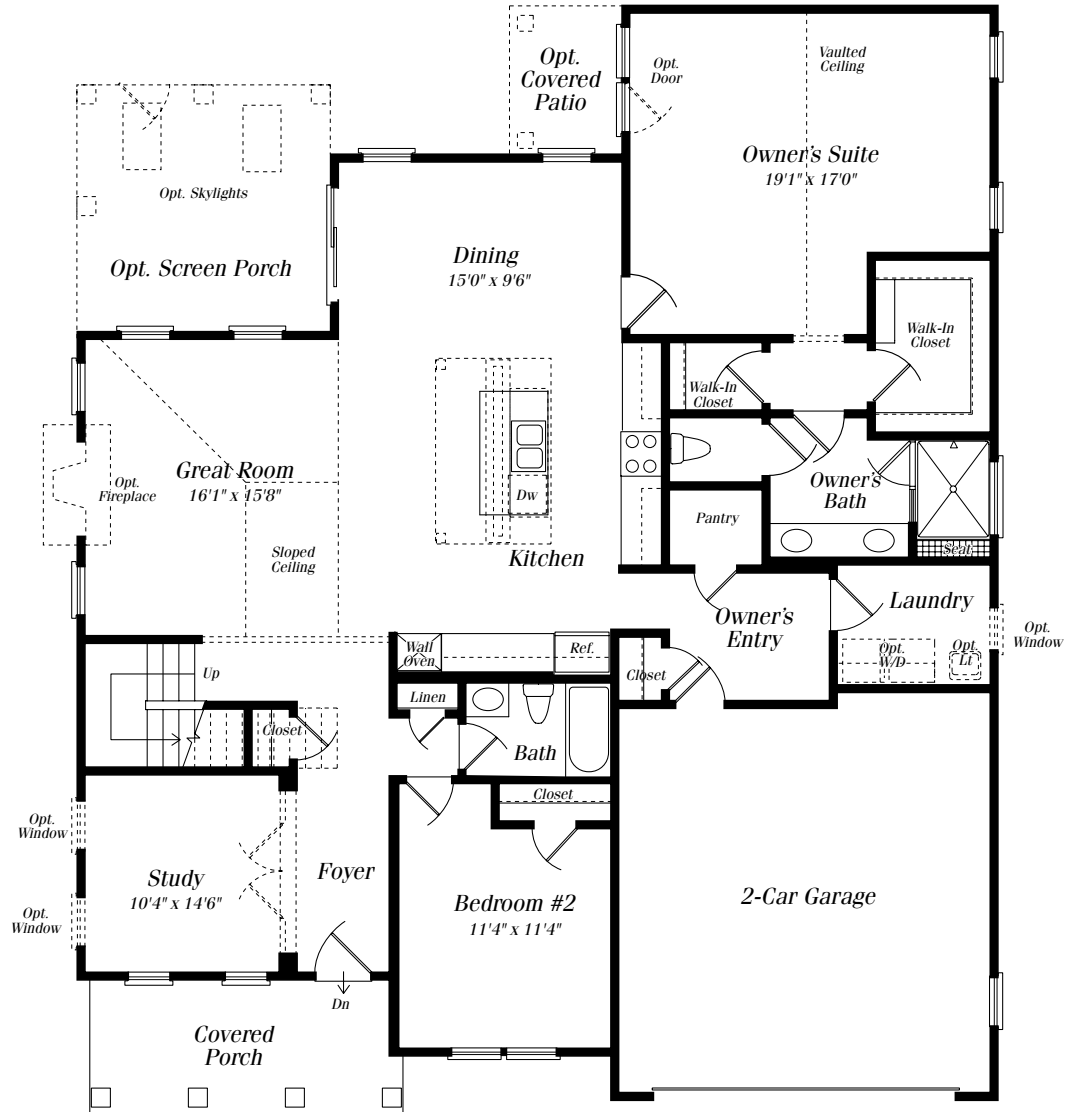 Opt.
Covered
Patio
Opt.
Door
Vaulted
Ceiling
Owner's Suite
19'1" x 17'0"
Opt. Skylights
Opt. Screen Porch
Dining
15'0" x 9'6"
Walk-In
Closet
Walk-In
Closet
Great Room
16'1" x 15'8"
Opt.
Fireplace
Sloped
Ceiling
Dw
Kitchen
Owner's
Bath
Pantry
Seat
Owner's
Entry
Laundry
Opt.
W/D
Opt.
Lt
Opt.
Window
Wall
Oven
Ref.
Closet
Up
Linen
Closet
Bath
Closet
Opt.
Window
Opt.
Window
Study
10'4" x 14'6"
Foyer
Bedroom #2
11'4" x 11'4"
2-Car Garage
Dn
Covered
Porch